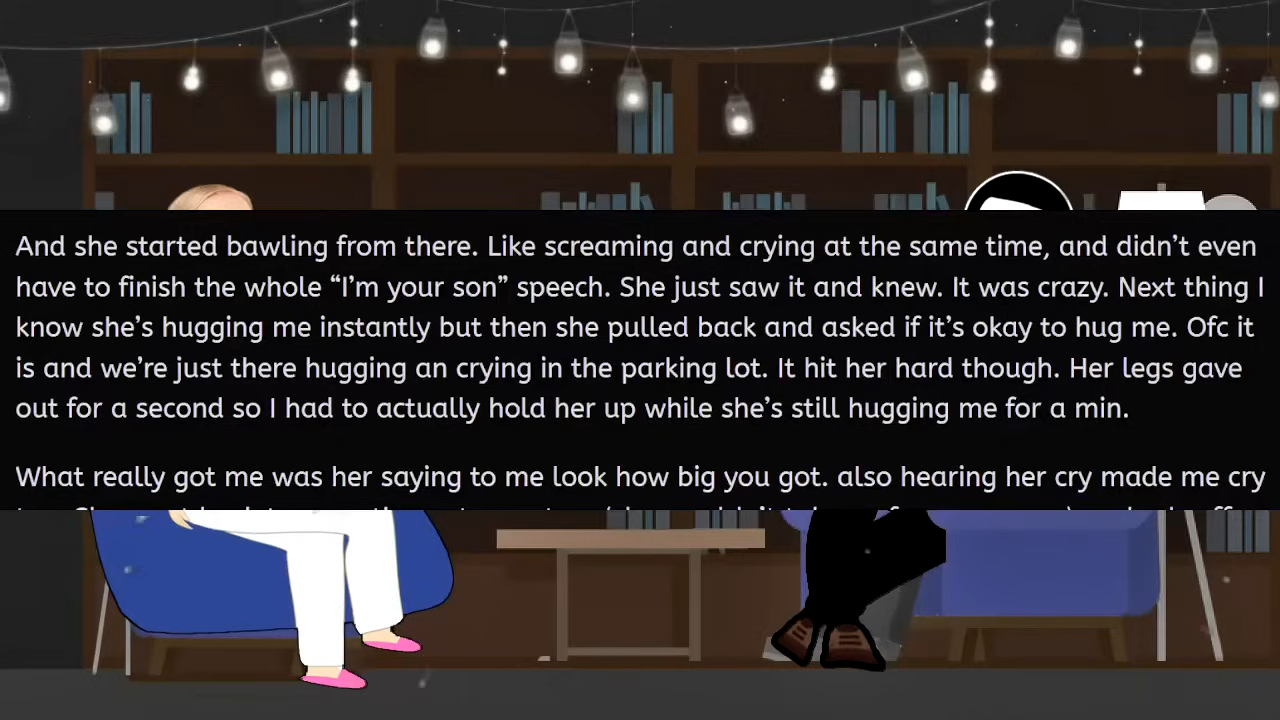 And she started bawling from there. Like screaming and crying at the same time, and didn’t even
have to finish the whole “I’m your son” speech. She just saw it and knew. It was crazy. Next thing I
know she’s hugging me instantly but then she pulled back and asked if it’s okay to hug me. Ofc it
is and we’re just there hugging an crying in the parking lot. It hit her hard though. Her legs gave
out for a second so I had to actually hold her up while she’s still hugging me for a min.
What really got me was her saying to me look how big you got. also hearing her cry made me cry